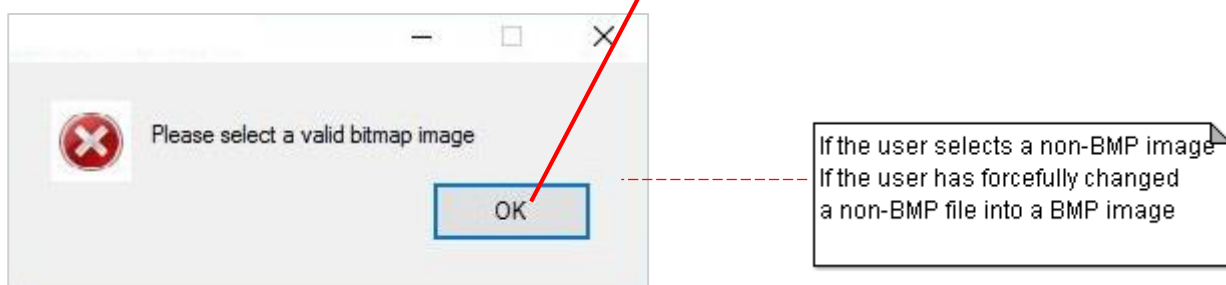 Please select a valid bitmap image
OK
If the user selects a non-BMP image
If the user has forcefully changed
a non-BMP file into a BMP image